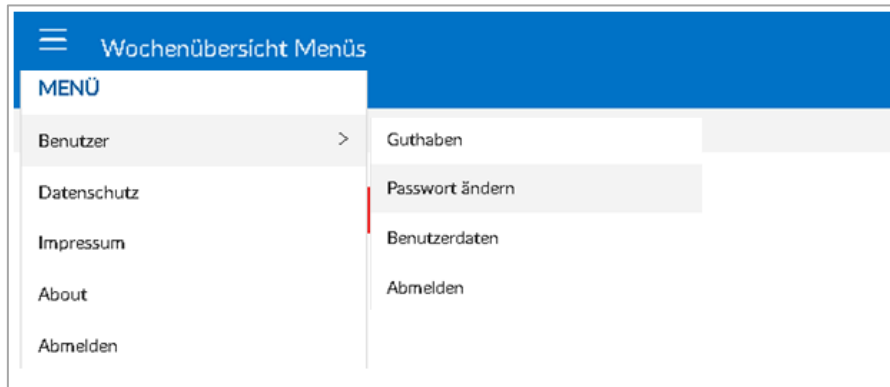 Wochenübersicht Menüs
MENÜ
Benutzer >
Guthaben
Passwort ändern
Benutzerdaten
Abmelden
Datenschutz
Impressum
About
Abmelden